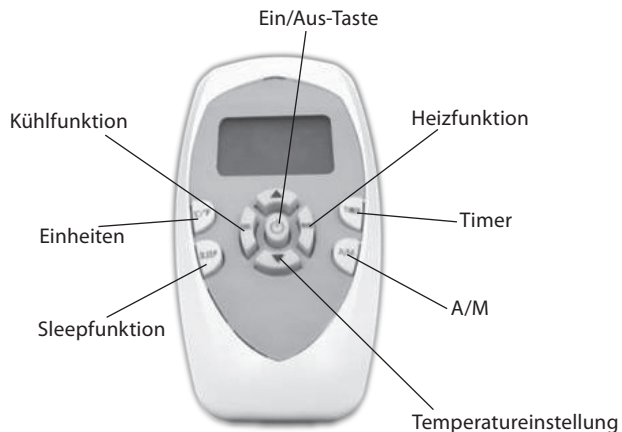 Ein/Aus-Taste
Kühlfunktion
Heizfunktion
Timer
Einheiten
A/M
Sleepfunktion
Temperatureinstellung